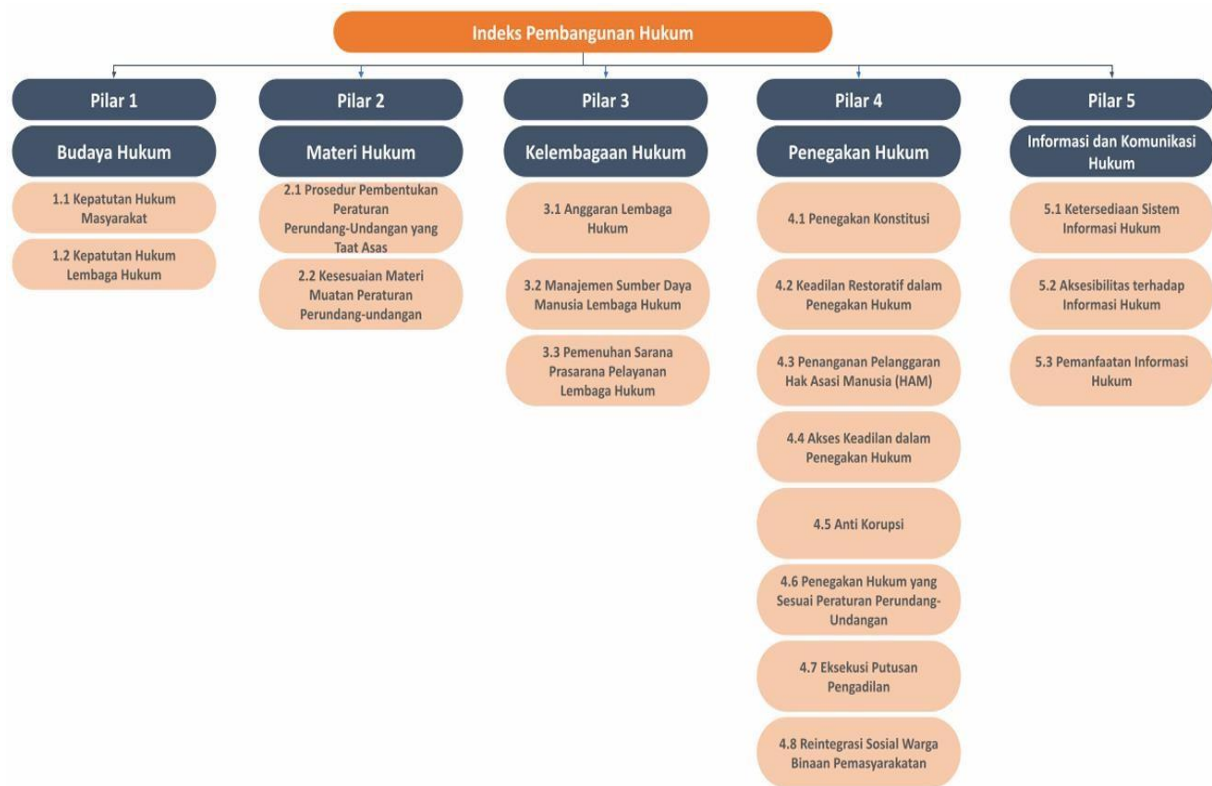 Indeks Pembangunan Hukum
Pilar 1
Budaya Hukum
1.1 Kepatutan Hukum
Masyarakat
1.2 Kepatutan Hukum
Lembaga Hukum
Pilar 2
Materi Hukum
2.1 Prosedur Pembentukan
Peraturan
Perundang-Undangan yang
Taat Asas
2.2 Kesesuaian Materi
Muatan Peraturan
Perundang-undangan
Pilar 3
Kelembagaan Hukum
3.1 Anggaran Lembaga
Hukum
3.2 Manajemen Sumber Daya
Manusia Lembaga Hukum
3.3 Pemenuhan Sarana
Prasarana Pelayanan
Lembaga Hukum
Pilar 4
Penegakan Hukum
4.1 Penegakan Konstitusi
4.2 Keadilan Restoratif dalam
Penegakan Hukum
4.3 Penanganan Pelanggaran
Hak Asasi Manusia (HAM)
4.4 Akses Keadilan dalam
Penegakan Hukum
4.5 Anti Korupsi
4.6 Penegakan Hukum yang
Sesuai Peraturan Perundang-
Undangan
4.7 Eksekusi Putusan
Pengadilan
4.8 Reintegrasi Sosial Warga
Binaan Pemasyarakatan
Pilar 5
Informasi dan Komunikasi
Hukum
5.1 Ketersediaan Sistem
Informasi Hukum
5.2 Aksesibilitas terhadap
Informasi Hukum
5.3 Pemanfaatan Informasi
Hukum